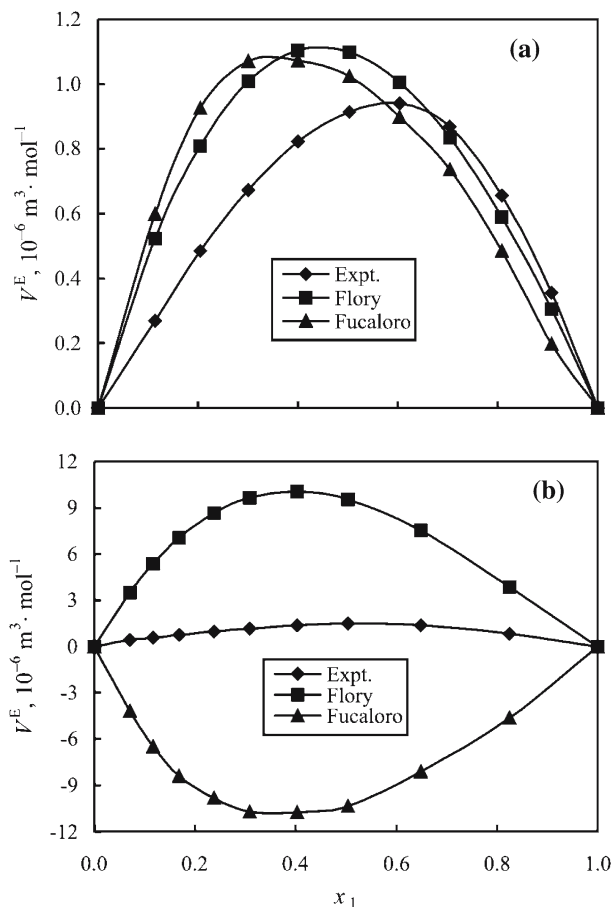 (a)
1.2
1.0
0.8
0.6
0.4
0.2
0.0
V^E, 10^−6 m^3· mol^−1
Expt.
Flory
Fucaloro
(b)
12
9
6
3
0
-3
-6
-9
-12
V^E, 10^−6 m^3· mol^−1
Expt.
Flory
Fucaloro
0.0 0.2 0.4 0.6 0.8 1.0
x_1